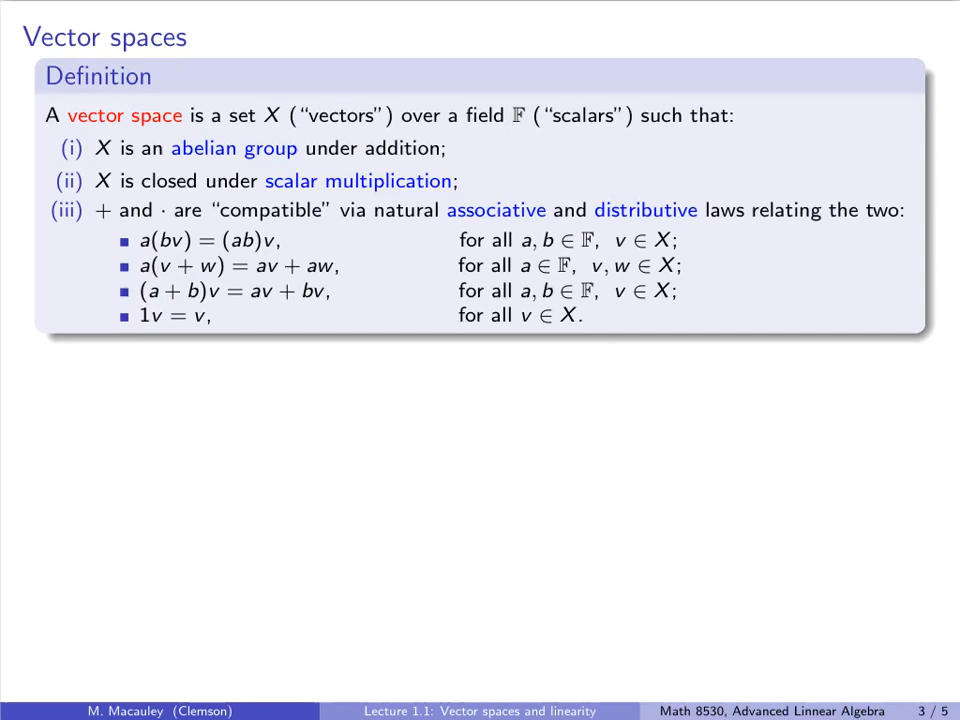 Vector spaces
Definition
A vector space is a set X (“vectors”) over a field 𝔽 (“scalars”) such that:
(i) X is an abelian group under addition;
(ii) X is closed under scalar multiplication;
(iii) + and · are “compatible” via natural associative and distributive laws relating the two:
▪ a(bv) = (ab)v, for all a, b ∈ 𝔽, v ∈ X;
▪ a(v + w) = av + aw, for all a ∈ 𝔽, v, w ∈ X;
▪ (a + b)v = av + bv, for all a, b ∈ 𝔽, v ∈ X;
▪ 1v = v, for all v ∈ X.
M. Macauley (Clemson) Lecture 1.1: Vector spaces and linearity Math 8530, Advanced Linnear Algebra 3 / 5